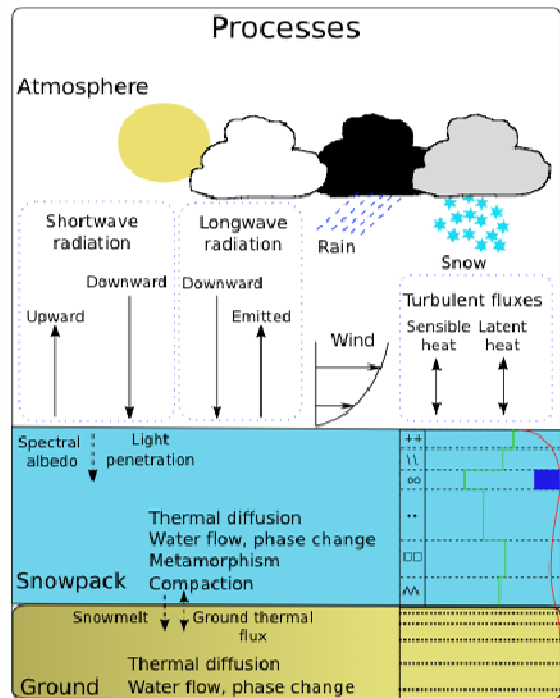 Processes
Atmosphere
Shortwave
radiation
Longwave
radiation
Rain
Snow
Downward
Downward
Upward
Emitted
Wind
Turbulent fluxes
Sensible
heat
Latent
heat
Spectral
albedo
Light
penetration
Thermal diffusion
Water flow, phase change
Metamorphism
Compaction
Snowpack
Snowmelt
Ground thermal
flux
Thermal diffusion
Water flow, phase change
Ground